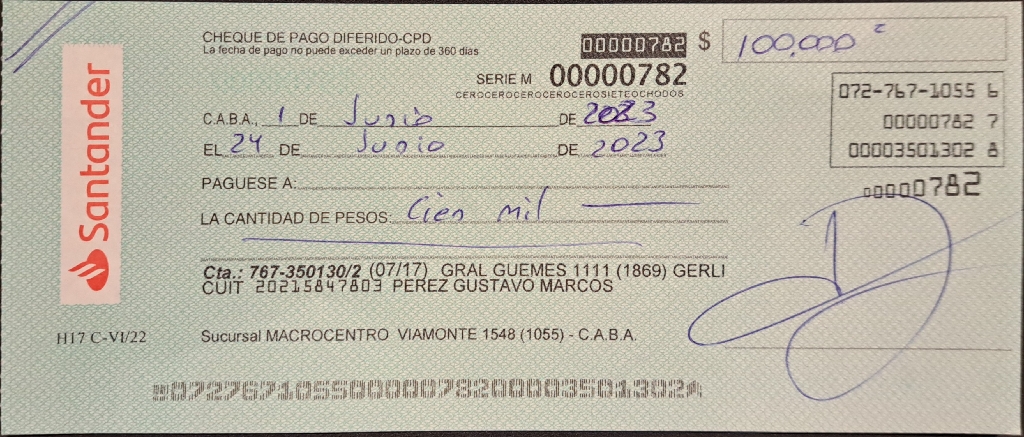 CHEQUE DE PAGO DIFERIDO-CPD
La fecha de pago no puede exceder un plazo de 360 días
00000782 $ 100.000
SERIE M 00000782
CEROCEROCEROCEROCEROSIETEOCHODOS
072-767-1055 6
00000782 7
00003501302 8
00000782
C.A.B.A., 1 DE Junio DE 2023
EL 24 DE Junio DE 2023
PAGUESE A:
LA CANTIDAD DE PESOS: Cien mil
Santander
Cta.: 767-350130/2 (07/17) GRAL GUEMES 1111 (1869) GERLI
CUIT 20215847803 PEREZ GUSTAVO MARCOS
H17 C-VI/22
Sucursal MACROCENTRO VIAMONTE 1548 (1055) - C.A.B.A.
07276710550000078200003501302